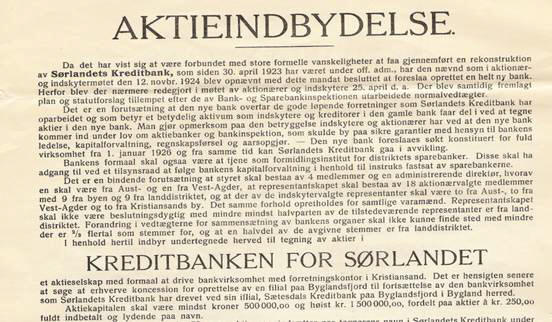 AKTIEINDBYDELSE.
Da det har vist sig at være forbundet med store formelle vanskeligheter at faa gjennemført en rekonstruktion
av Sørlandets Kreditbank, som siden 30. april 1923 har været under off. adm., har den nævnd som i aktionær-
og indskytermøtet den 12. novbr. 1924 blev opnævnt med dette mandat besluttet at foreslaa oprettet en helt ny bank.
Herfor blev der nærmere redegjort i møtet av aktionærer og indskytere 25. april d. a. Der blev samtidig fremlagt
plan og statutforslag tillempet efter de av Bank- og Sparebankinspektionen utarbeidede normalvedtægter.
Det er en forutsætning at den nye bank overtar de gode løpende forretninger som Sørlandets Kreditbank har
oparbeidet og som betyr et betydelig aktivum som indskytere og kreditorer i den gamle bank faar del i ved at tegne
aktier i den nye bank. Man gjør opmerksom paa den betryggelse indskytere og aktionærer har ved at den nye bank
kommer ind under lov om aktiebanker og bankinspektion, som skulde by paa sikre garantier med hensyn til bankens
ledelse, kapitalforvaltning, regnskapsførsel og aarsopgjør. — Den nye bank foreslaaes søkt konstituert for fuld
virksomhet fra 1. januar 1926 og fra samme tid kan Sørlandets Kreditbank gaa i avvikling.
Bankens formaal skal ogsaa være at tjene som formidlingsinstitut for distriktets sparebanker. Disse skal ha
adgang til ved et tilsynsraad at følge bankens kapitalforvaltning i henhold til instruks fastsat av sparebankerne.
Det er en bindende forutsætning at styret skal bestaa av 4 medlemmer og en administrerende direktør, hvorav
en skal være fra Aust- og en fra Vest-Agder, at representantskapet skal bestaa av 18 aktionærvalgte medlemmer
med 9 fra byen og 9 fra landdistriktet, og at der av de indskytervalgte representanter skal være to fra Aust-, to fra
Vest-Agder og to fra Kristiansands by. Det samme forhold opretholdes for samtlige varamænd. Representantskapet
skal ikke være beslutningsdygtig med mindre mindst halvparten av de tilstedeværende representanter er fra land-
distriktet. Forandring i vedtægterne for sammensætning av bankens organer skal ikke kunne finde sted med mindre
der er ⅔ flertal som stemmer for, og at en halvdel av de avgivne stemmer er fra landdistriktet.
I henhold hertil indbyr undertegnede herved til tegning av aktier i
KREDITBANKEN FOR SØRLANDET
et aktieselskap med formaal at drive bankvirksomhet med forretningskontor i Kristiansand. Det er hensigten senere
at søge at erhverve koncession for oprettelse av en filial paa Byglandsfjord til fortsættelse av den bankvirksomhet
som Sørlandets Kreditbank har drevet ved sin filial, Sætesdals Kreditbank paa Byglandsfjord i Bygland herred.
Aktiekapitalen skal være mindst kroner 500 000,00 og høist kr. 1 500 000,00, fordelt paa aktier à kr. 250,00
fuldt indbetalt og lydende paa navn.